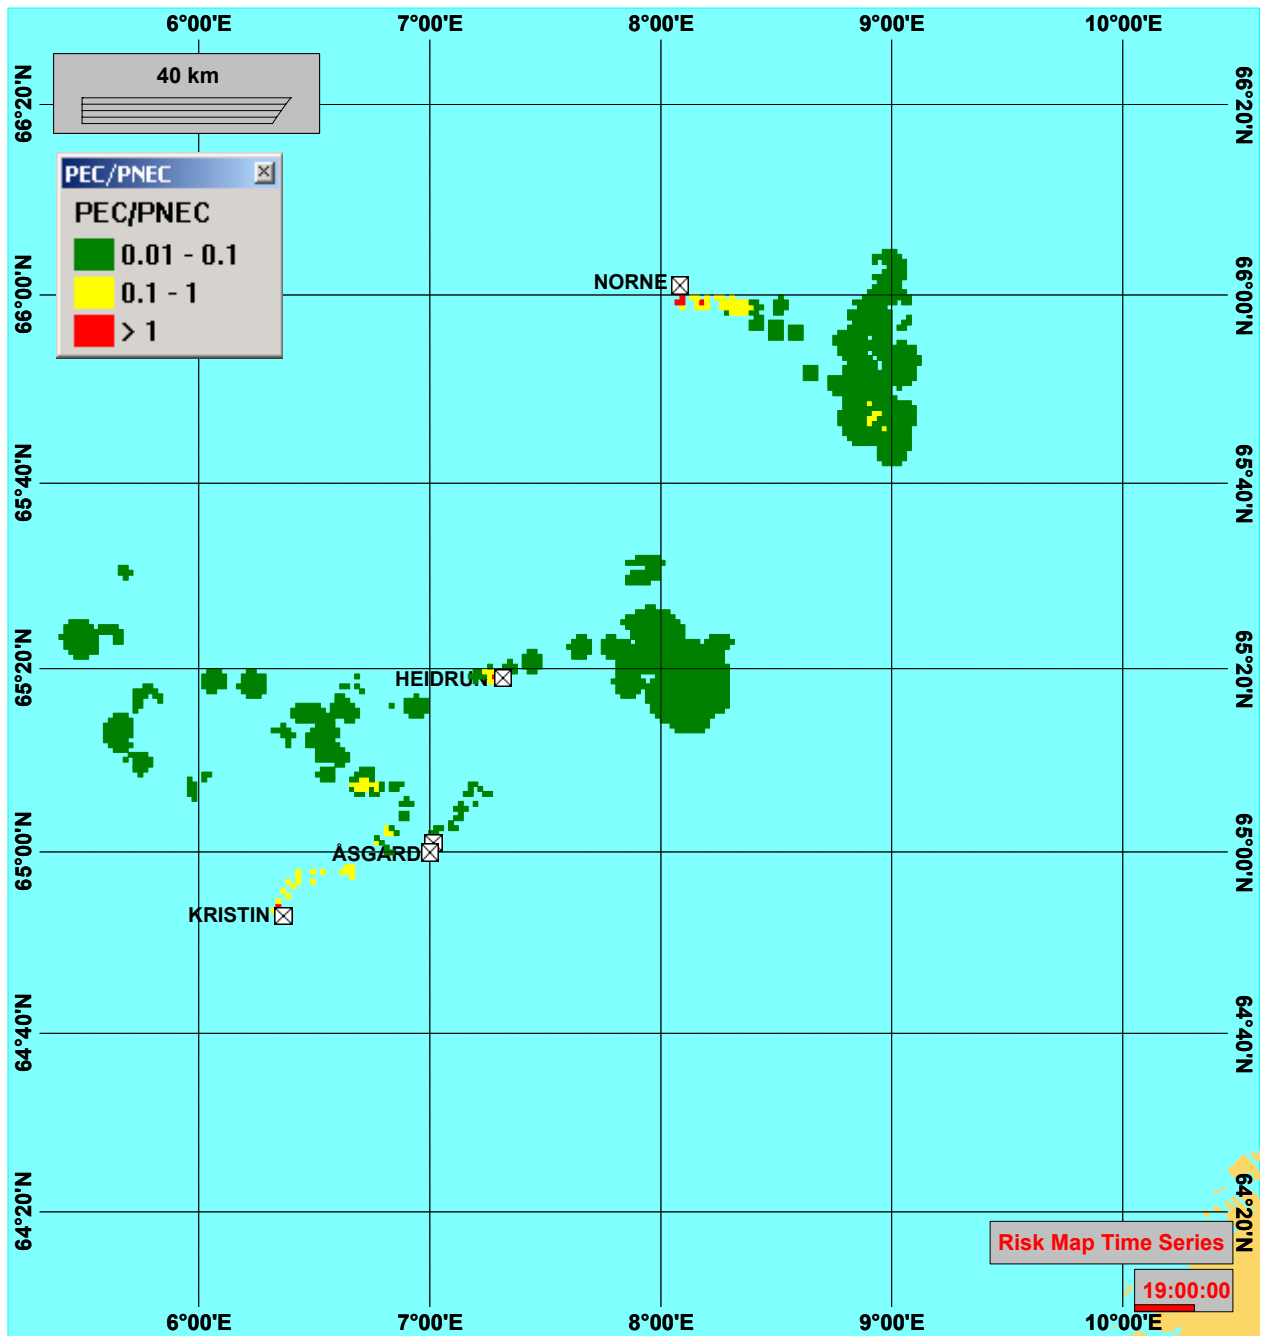 6°00'E 7°00'E 8°00'E 9°00'E 10°00'E
40 km
66°20'N 66°20'N
PEC/PNEC
PEC/PNEC
0.01 - 0.1
0.1 - 1
> 1
NORNE
66°00'N 66°00'N
65°40'N 65°40'N
HEIDRUN
65°20'N 65°20'N
ÅSGARD
65°00'N 65°00'N
KRISTIN
64°40'N 64°40'N
64°20'N 64°20'N
Risk Map Time Series
19:00:00
6°00'E 7°00'E 8°00'E 9°00'E 10°00'E